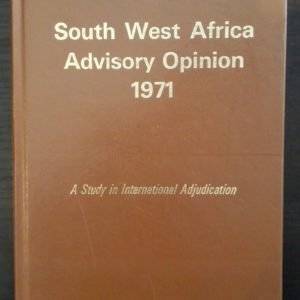 South West Africa
Advisory Opinion
1971
A Study in International Adjudication